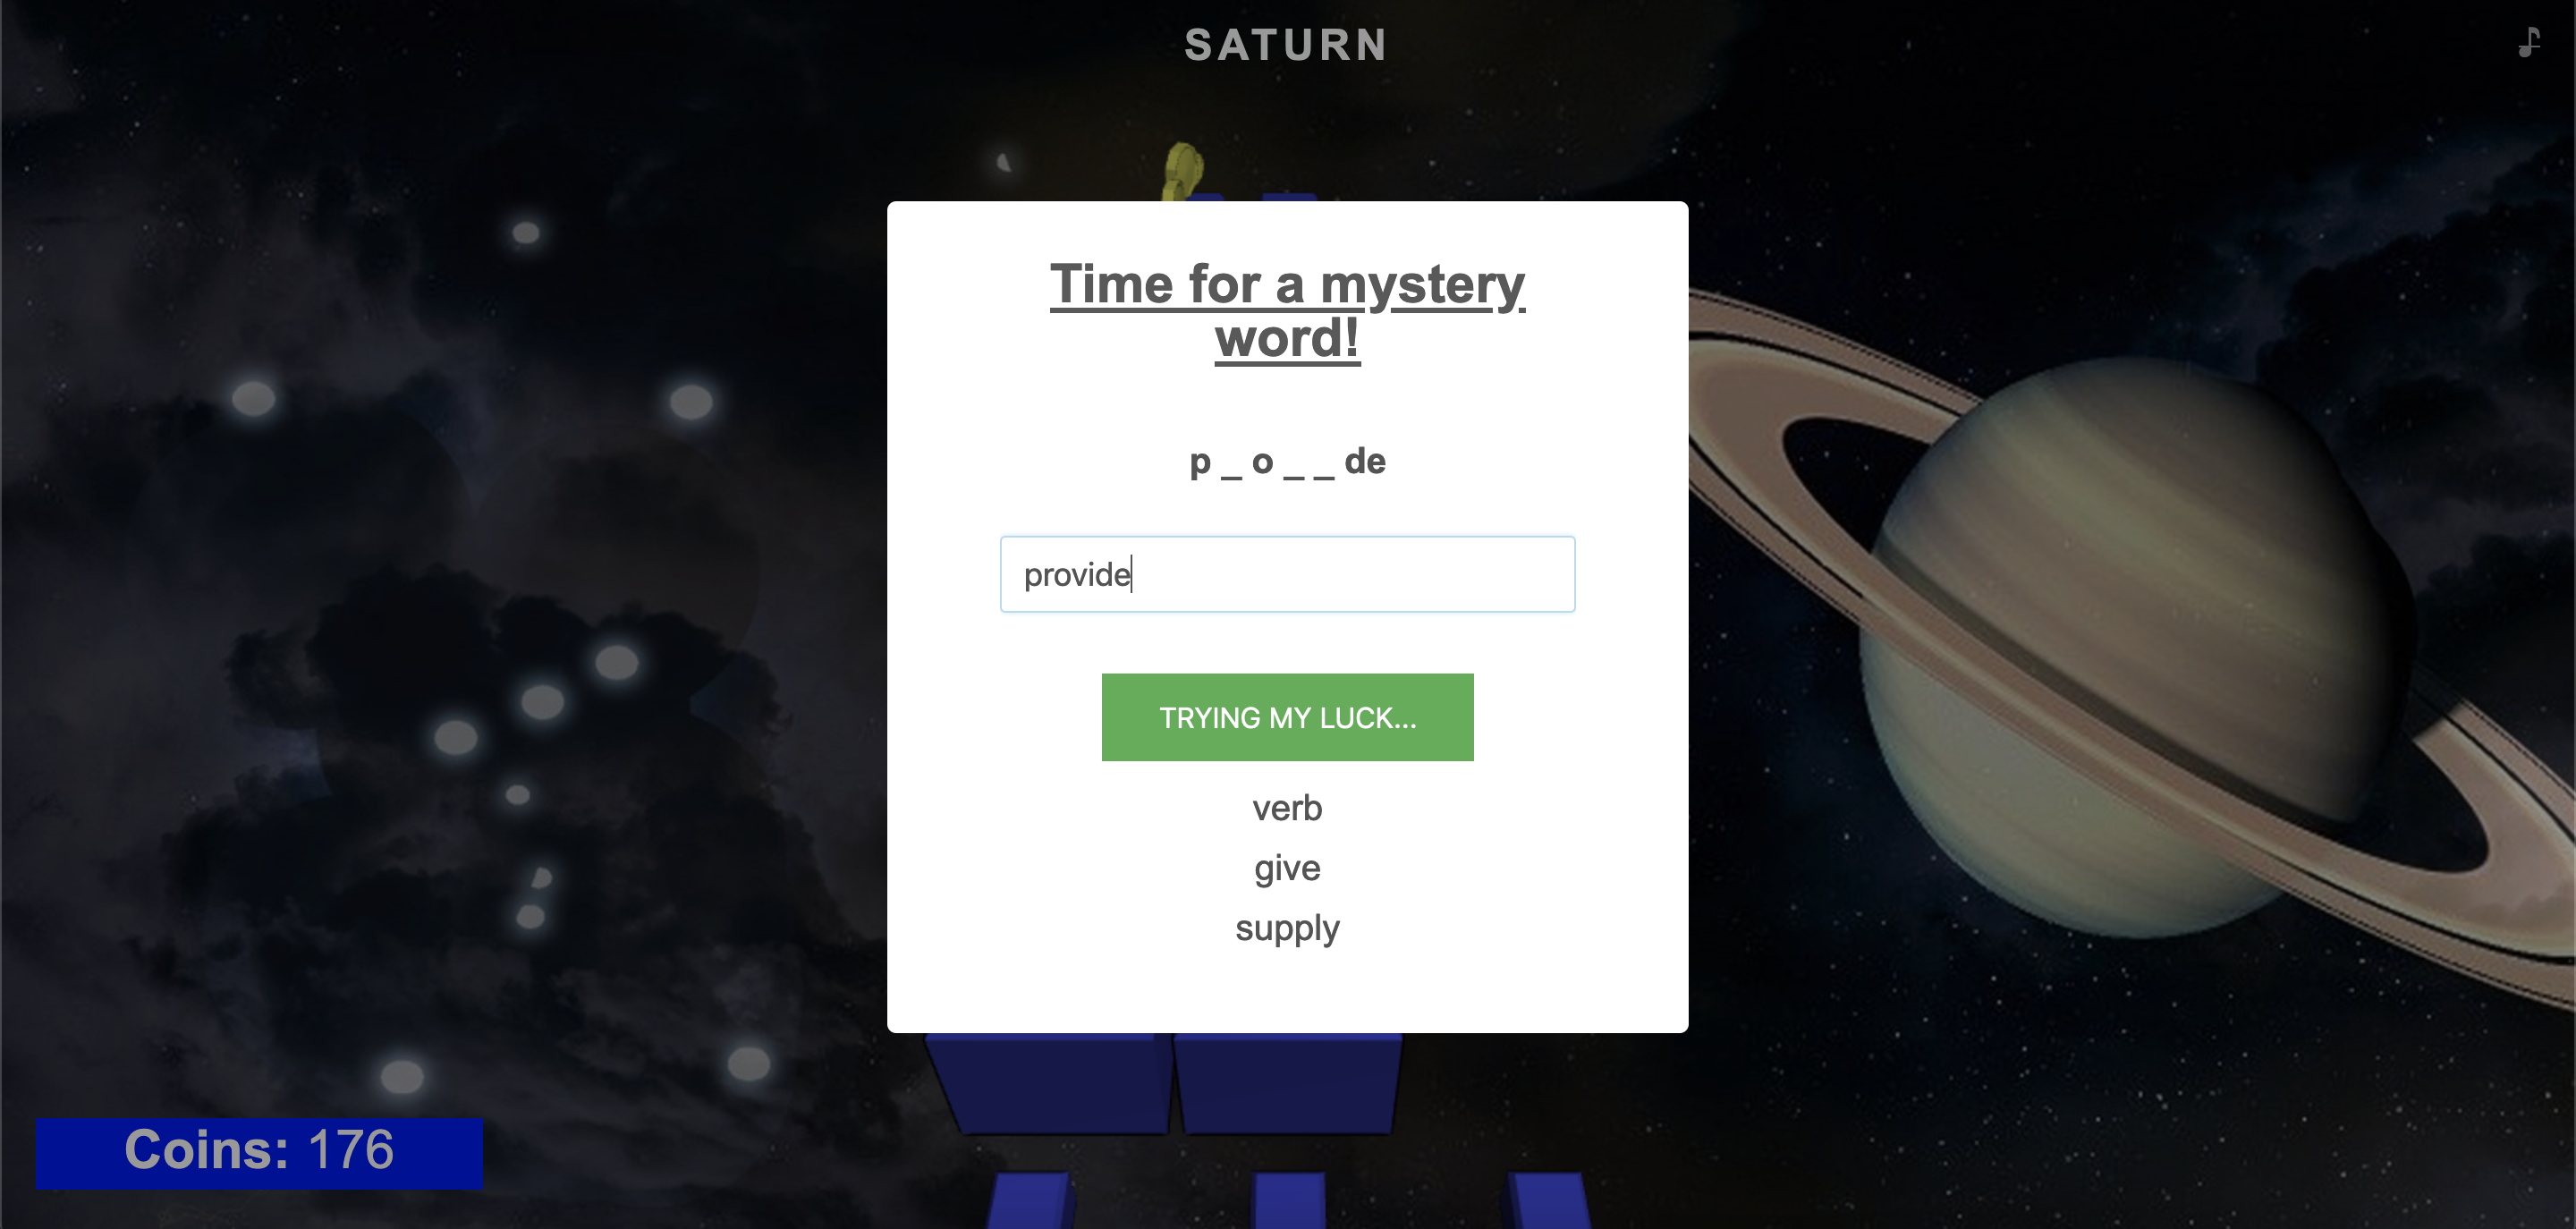 SATURN
Time for a mystery
word!
p _ o _ _ de
provide
TRYING MY LUCK...
verb
give
supply
Coins: 176